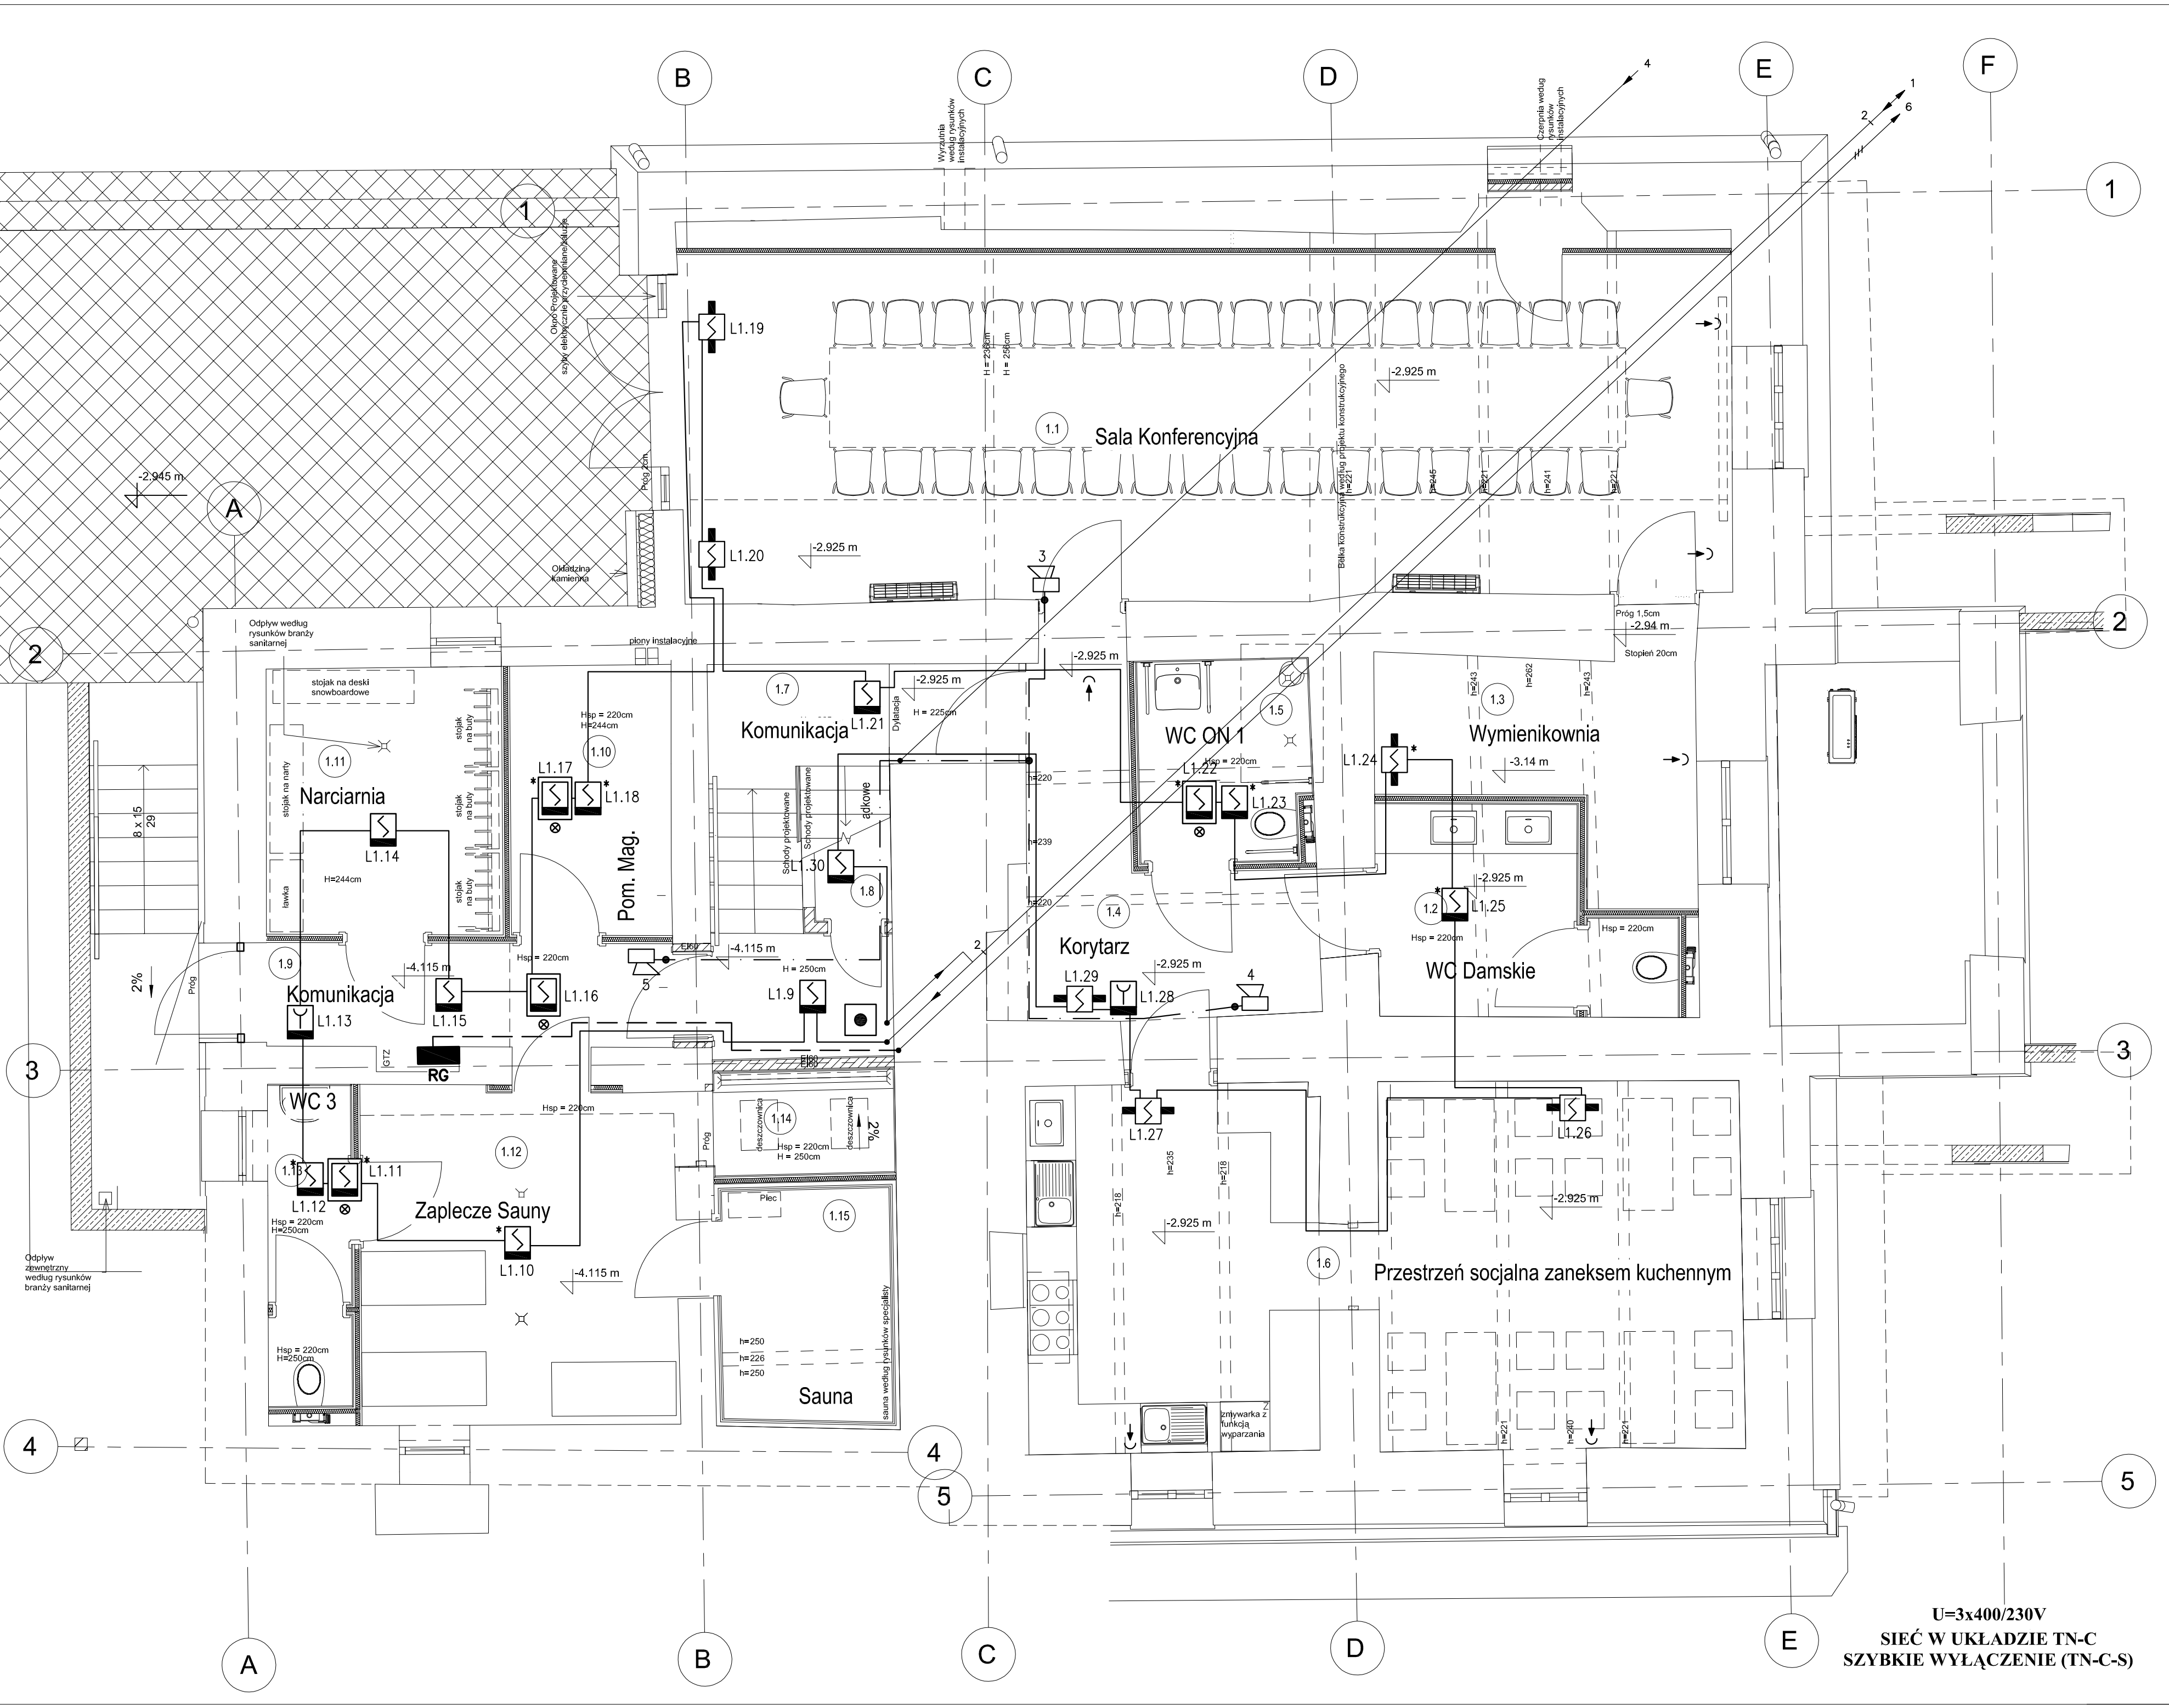 B
C
D
E
F
4
1
2
6
Wyrzutnia
według rysunków
instalacyjnych
Czerpnia według
rysunków
instalacyjnych
1
1
szyby elektrycznie przyciemniane/żaluzje
L1.19
H = 236cm
H = 256cm
-2.925 m
1.1
Sala Konferencyjna
Belka konstrukcyjna według projektu konstrukcyjnego
Próg 2cm
h=221
h=245
h=221
h=241
h=221
-2.945 m
A
L1.20
-2.925 m
3
Okładzina
kamienna
Odpływ według
rysunków branży
sanitarnej
piony instalacyjne
Próg 1,5cm
-2.94 m
Stopień 20cm
2
2
stojak na deski
snowboardowe
1.7
-2.925 m
-2.925 m
L1.21
H = 225cm
Dylatacja
Komunikacja
Hsp = 220cm
H=244cm
1.10
1.5
WC ON 1
Hsp = 220cm
h=243
h=262
h=243
1.3
Wymienikownia
-3.14 m
1.11
Narciarnia
stojak na narty
stojak
na buty
stojak
na buty
stojak
na buty
ławka
8 x 15
29
L1.14
H=244cm
L1.17
L1.18
Pom. Mag.
Schody projektowane
Schody projektowane
L1.30
1.8
h=220
h=239
h=220
L1.22
L1.23
L1.24
-2.925 m
1.2
L1.25
Hsp = 220cm
Hsp = 220cm
WC Damskie
1.4
Korytarz
-2.925 m
L1.29
L1.28
4
2%
Próg
1.9
-4.115 m
Komunikacja
L1.13
L1.15
Hsp = 220cm
L1.16
EI60
-4.115 m
5
H = 250cm
L1.9
2
GTZ
RG
EI60
EI60
3
3
WC 3
Hsp = 220cm
1.12
1.14
deszczownica
deszczownica
2%
Hsp = 220cm
H = 250cm
Próg
1.13
L1.12
L1.11
Zaplecze Sauny
L1.10
-4.115 m
Hsp = 220cm
H=250cm
Hsp = 220cm
H=250cm
Odpływ
zewnętrzny
według rysunków
branży sanitarnej
Piec
1.15
h=250
h=226
h=250
Sauna
sauna według rysunków specjalisty
L1.27
L1.26
h=235
h=218
h=218
-2.925 m
-2.925 m
1.6
Przestrzeń socjalna zaneksem kuchennym
zmywarka z
funkcją
wyparzania
Z
h=221
h=240
h=221
4
4
5
5
A
B
C
D
E
U=3x400/230V
SIEĆ W UKŁADZIE TN-C
SZYBKIE WYŁĄCZENIE (TN-C-S)